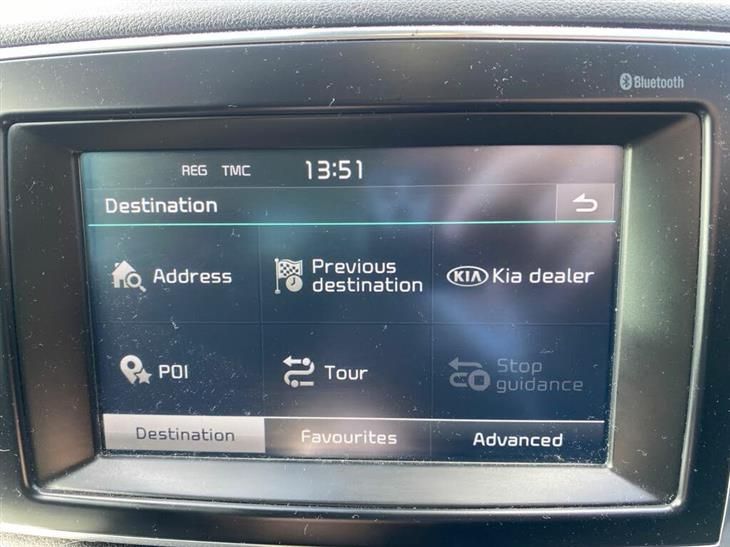 Bluetooth
REG TMC 13:51
Destination
Address
Previous
destination
KIA Kia dealer
POI
Tour
Stop
guidance
Destination Favourites Advanced